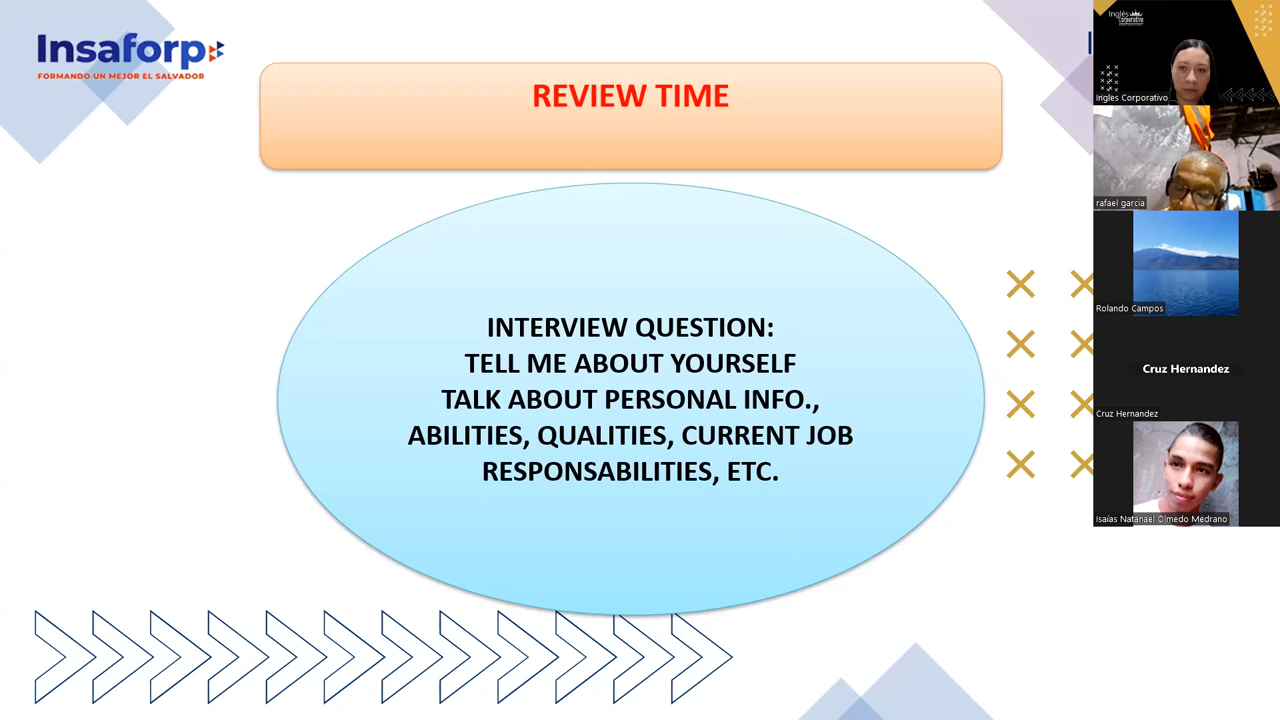 Insaforp
FORMANDO UN MEJOR EL SALVADOR
REVIEW TIME
INTERVIEW QUESTION:
TELL ME ABOUT YOURSELF
TALK ABOUT PERSONAL INFO.,
ABILITIES, QUALITIES, CURRENT JOB
RESPONSABILITIES, ETC.
Inglés
Corporativo
Ingles Corporativo
rafael garcia
Rolando Campos
Cruz Hernandez
Cruz Hernandez
Isaías Natanael Olmedo Medrano